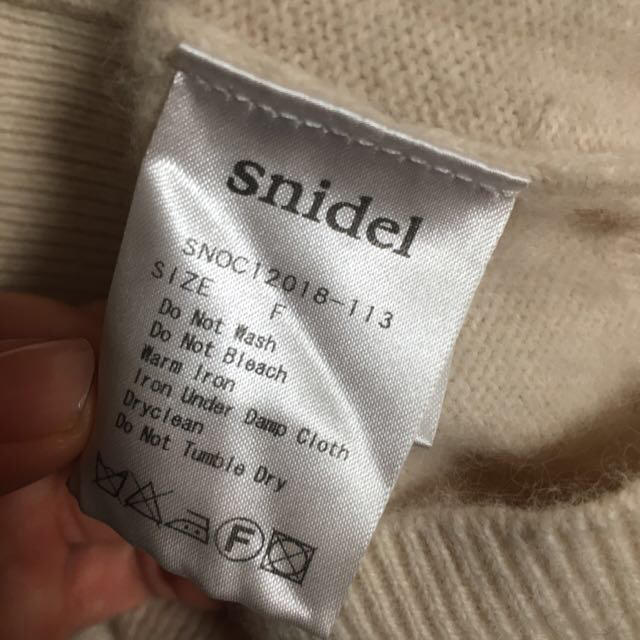 snidel
SNOC12018-113
SIZE F
Do Not Wash
Do Not Bleach
Warm Iron
Iron Under Damp Cloth
Dryclean
Do Not Tumble Dry
F